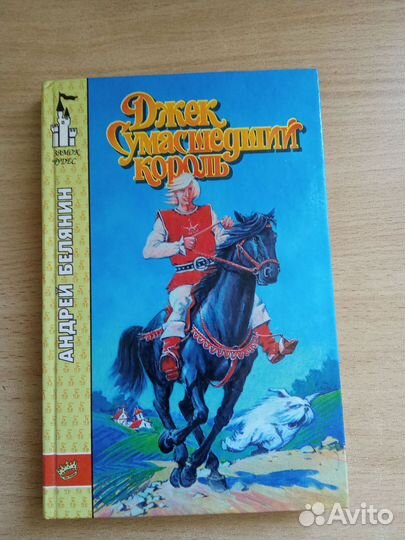 Джек
Сумасшедший
король
ЗАМОК
ЧУДЕС
АНДРЕЙ БЕЛЯНИН
Avito